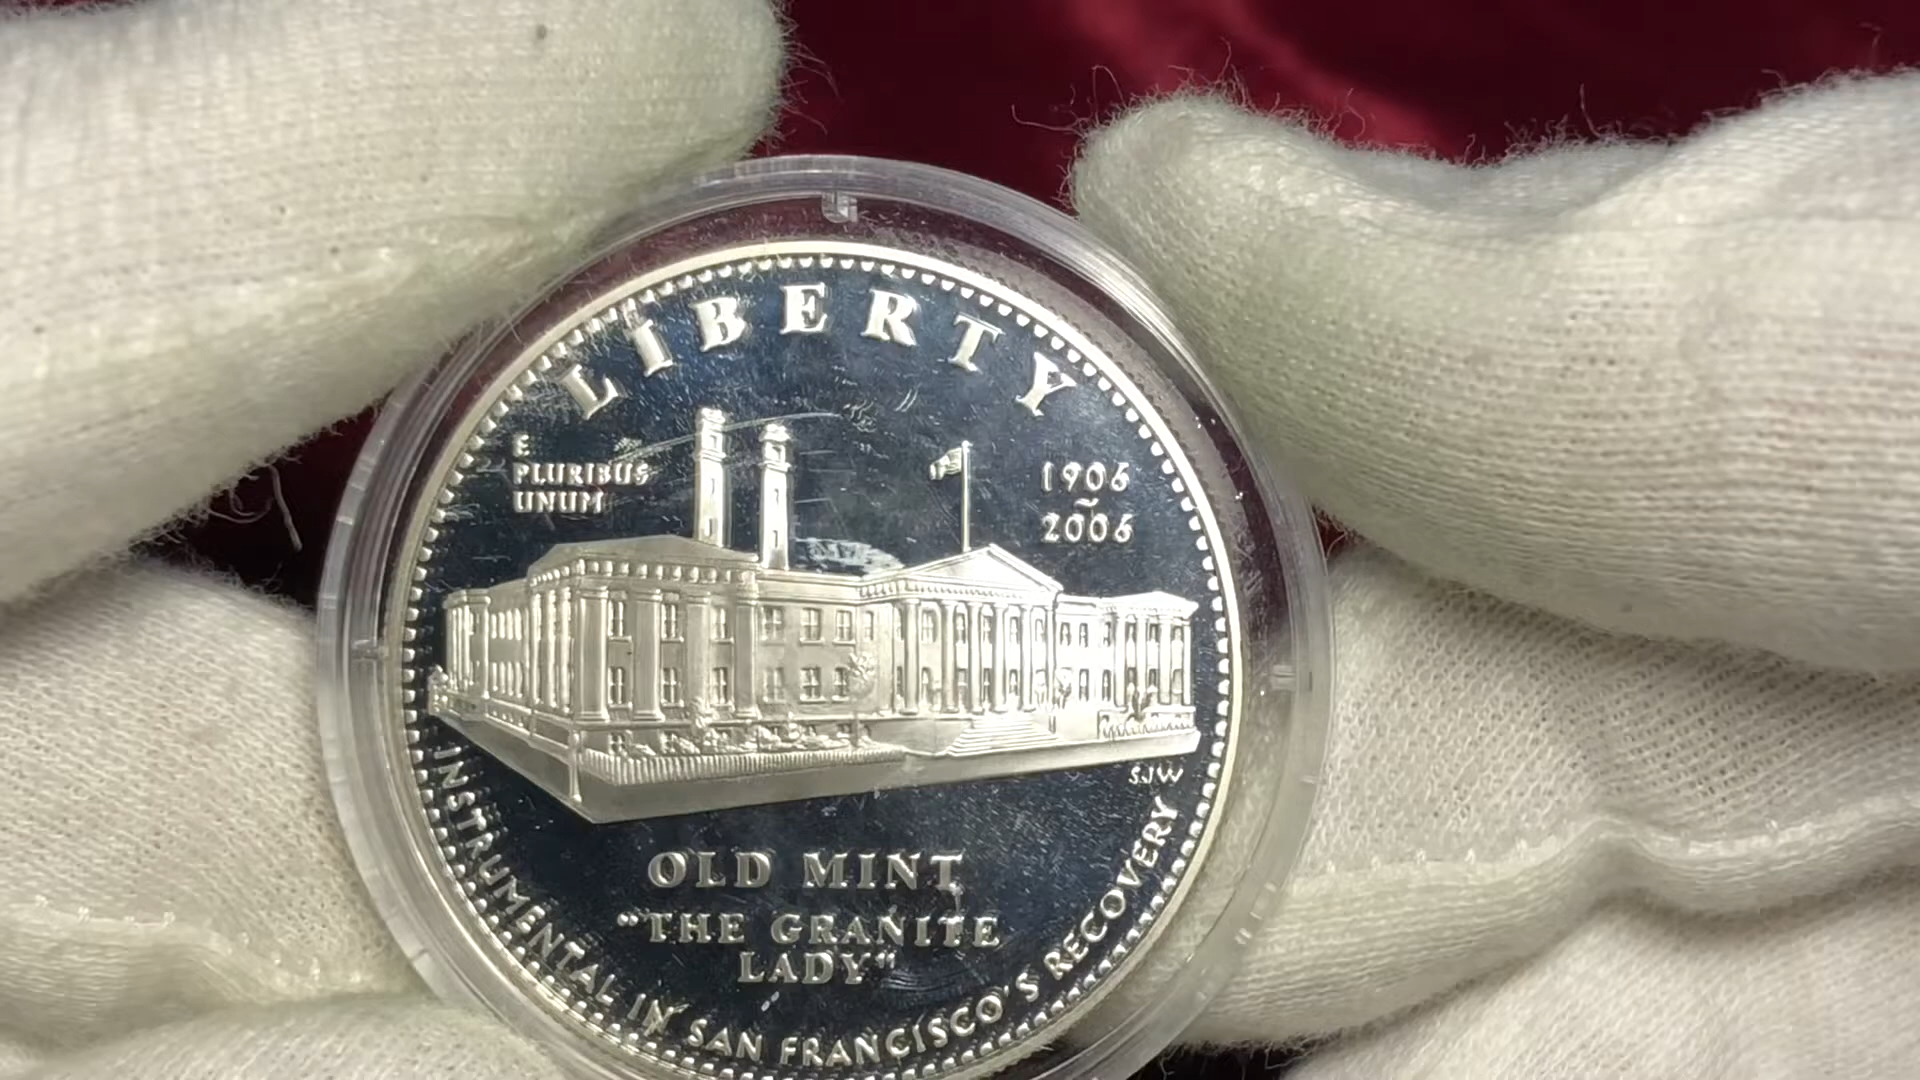 LIBERTY
E
PLURIBUS
UNUM
1906
~
2006
SJW
OLD MINT
"THE GRANITE
LADY"
INSTRUMENTAL IN SAN FRANCISCO'S RECOVERY